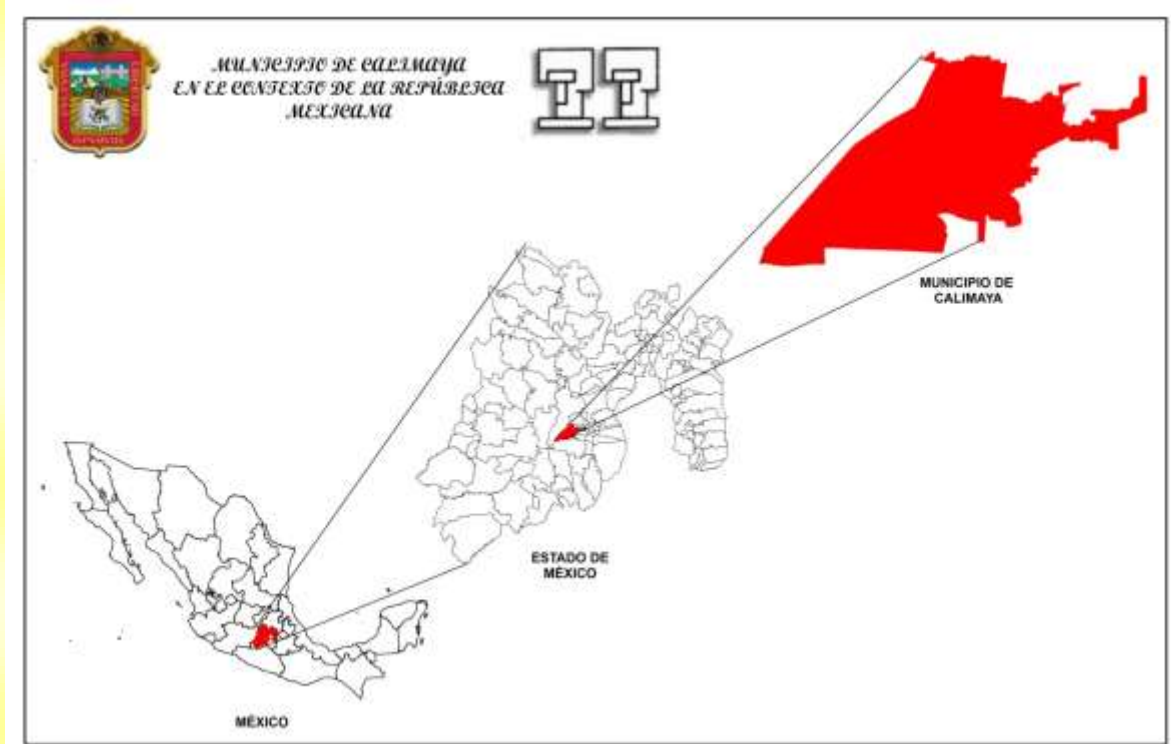 MUNICIPIO DE CALIMAYA
EN EL CONTEXTO DE LA REPÚBLICA
MEXICANA
MUNICIPIO DE
CALIMAYA
ESTADO DE
MÉXICO
MÉXICO